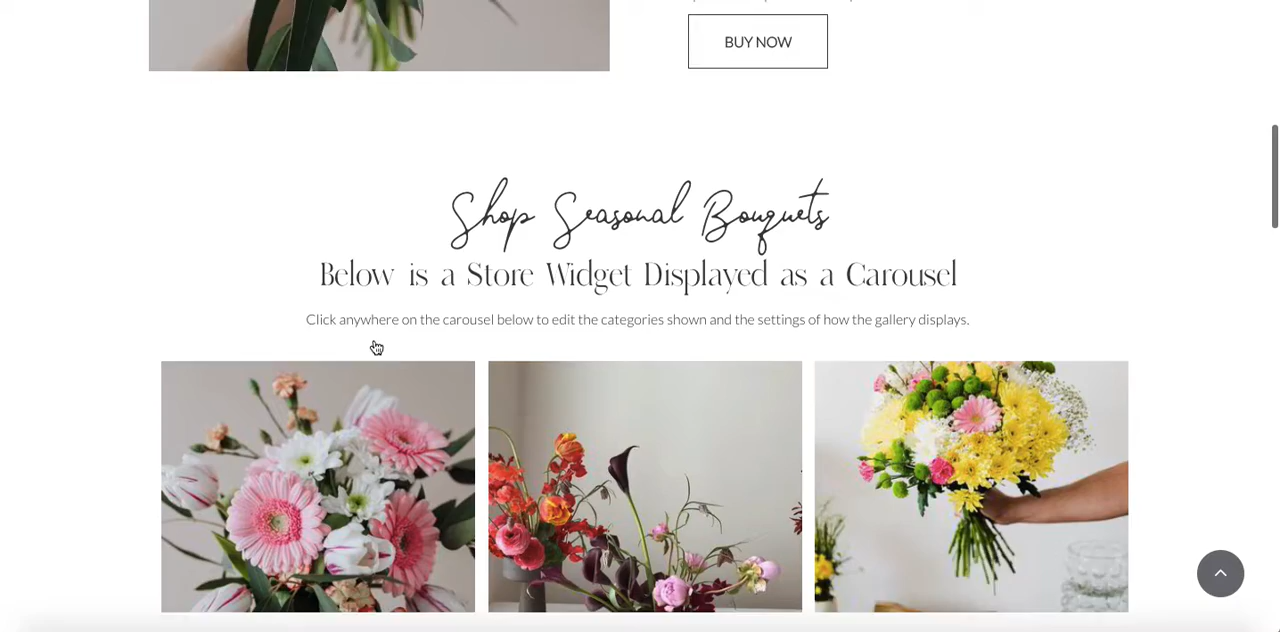 BUY NOW
Shop Seasonal Bouquets
Below is a Store Widget Displayed as a Carousel
Click anywhere on the carousel below to edit the categories shown and the settings of how the gallery displays.